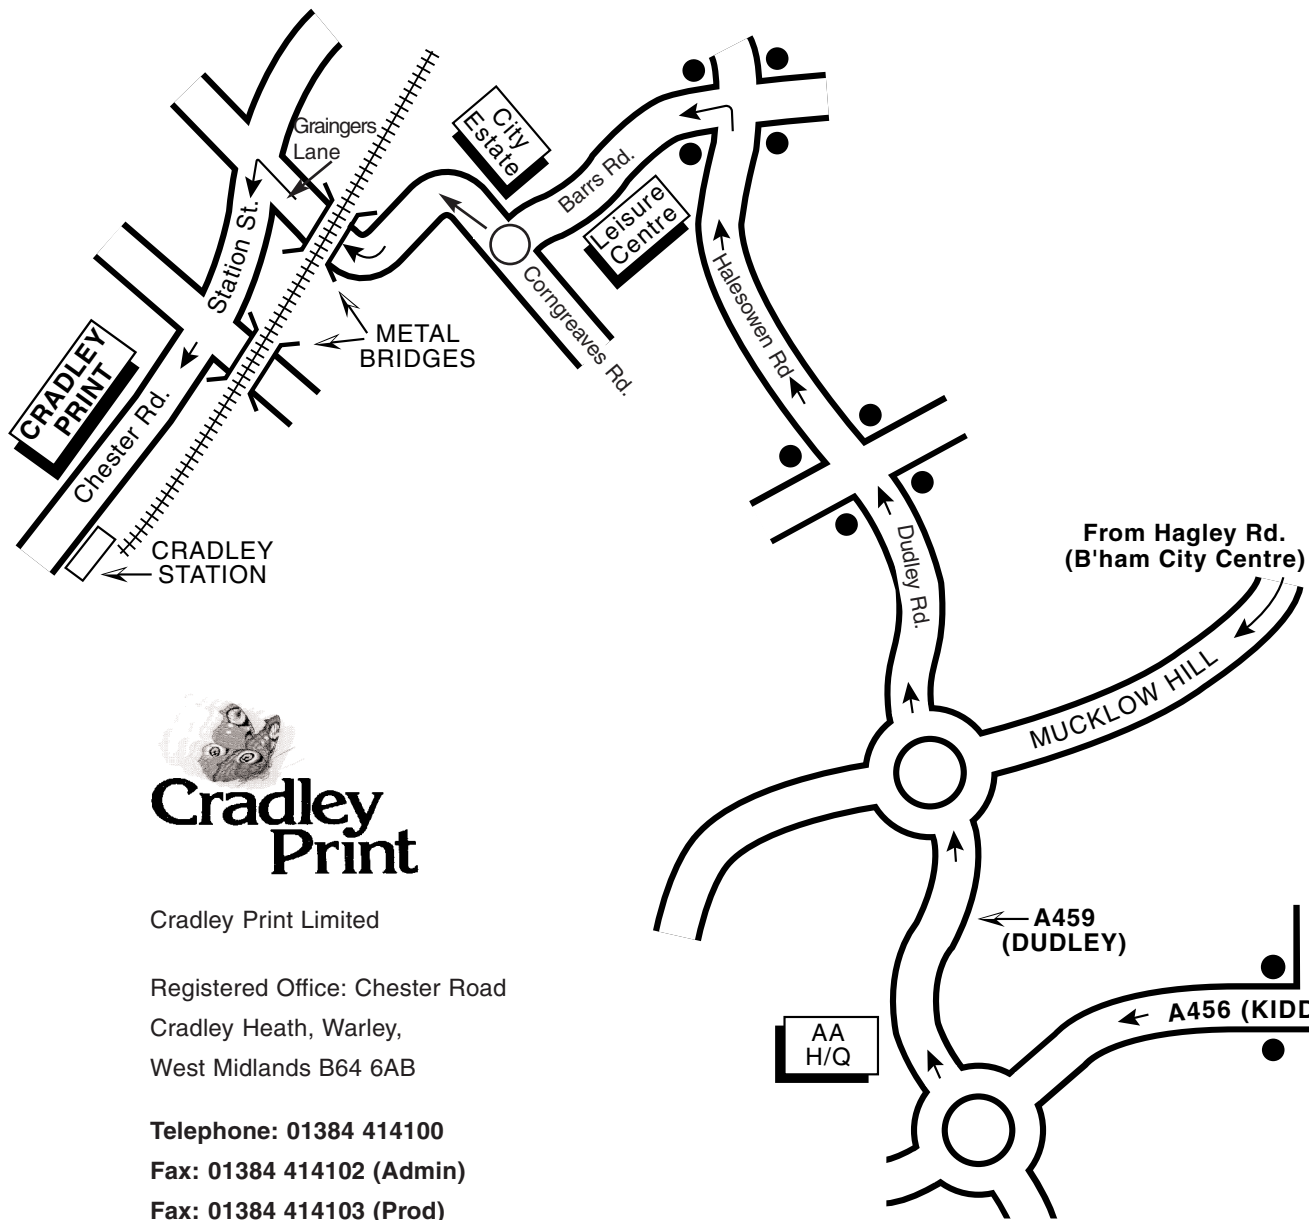 Graingers
Lane
City
Estate
Barrs Rd.
Leisure
Centre
Station St.
Corngreaves Rd.
Halesowen Rd
METAL
BRIDGES
CRADLEY
PRINT
Chester Rd.
CRADLEY
STATION
Dudley Rd.
From Hagley Rd.
(B'ham City Centre)
MUCKLOW HILL
Cradley
Print
A459
(DUDLEY)
A456 (KIDD
AA
H/Q
Cradley Print Limited
Registered Office: Chester Road
Cradley Heath, Warley,
West Midlands B64 6AB
Telephone: 01384 414100
Fax: 01384 414102 (Admin)
Fax: 01384 414103 (Prod)